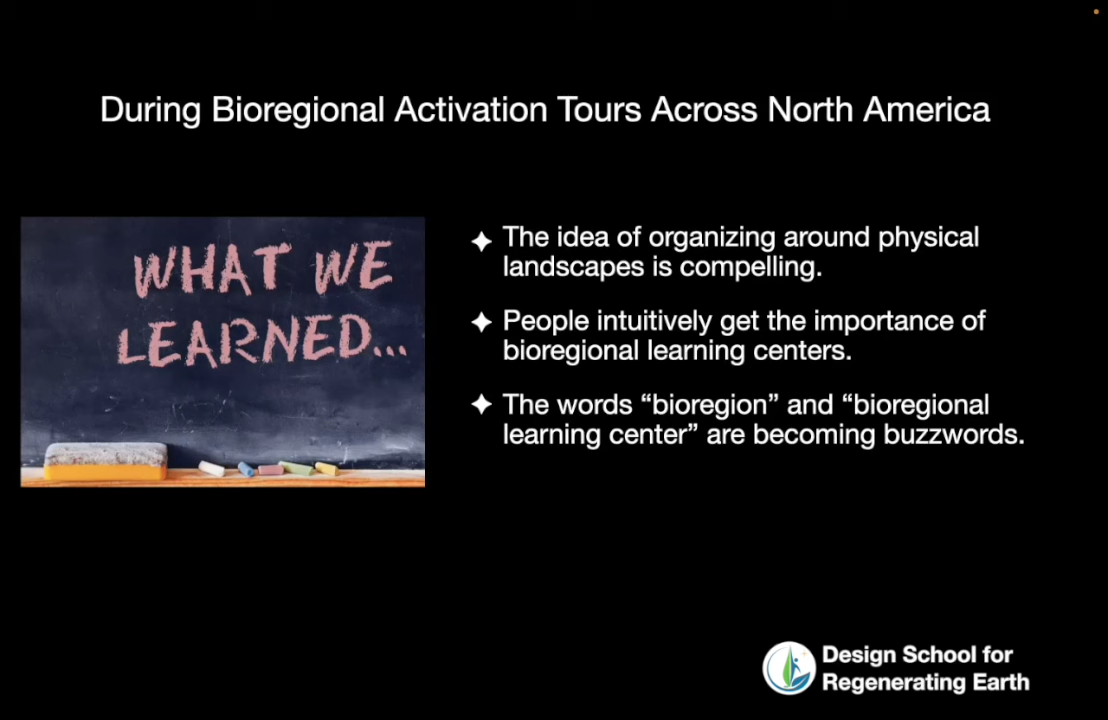 During Bioregional Activation Tours Across North America
WHAT WE
LEARNED...
The idea of organizing around physical
landscapes is compelling.
People intuitively get the importance of
bioregional learning centers.
The words “bioregion” and “bioregional
learning center” are becoming buzzwords.
Design School for
Regenerating Earth